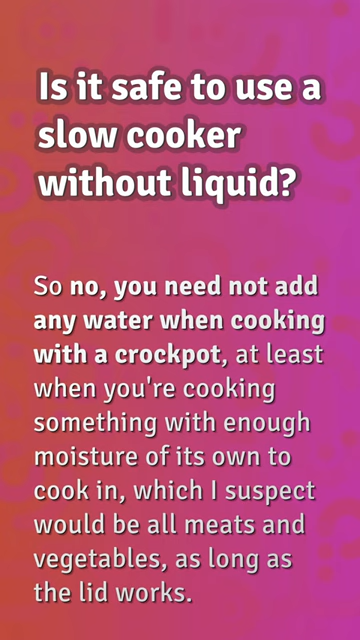 Is it safe to use a
slow cooker
without liquid?
So no, you need not add
any water when cooking
with a crockpot, at least
when you're cooking
something with enough
moisture of its own to
cook in, which I suspect
would be all meats and
vegetables, as long as
the lid works.